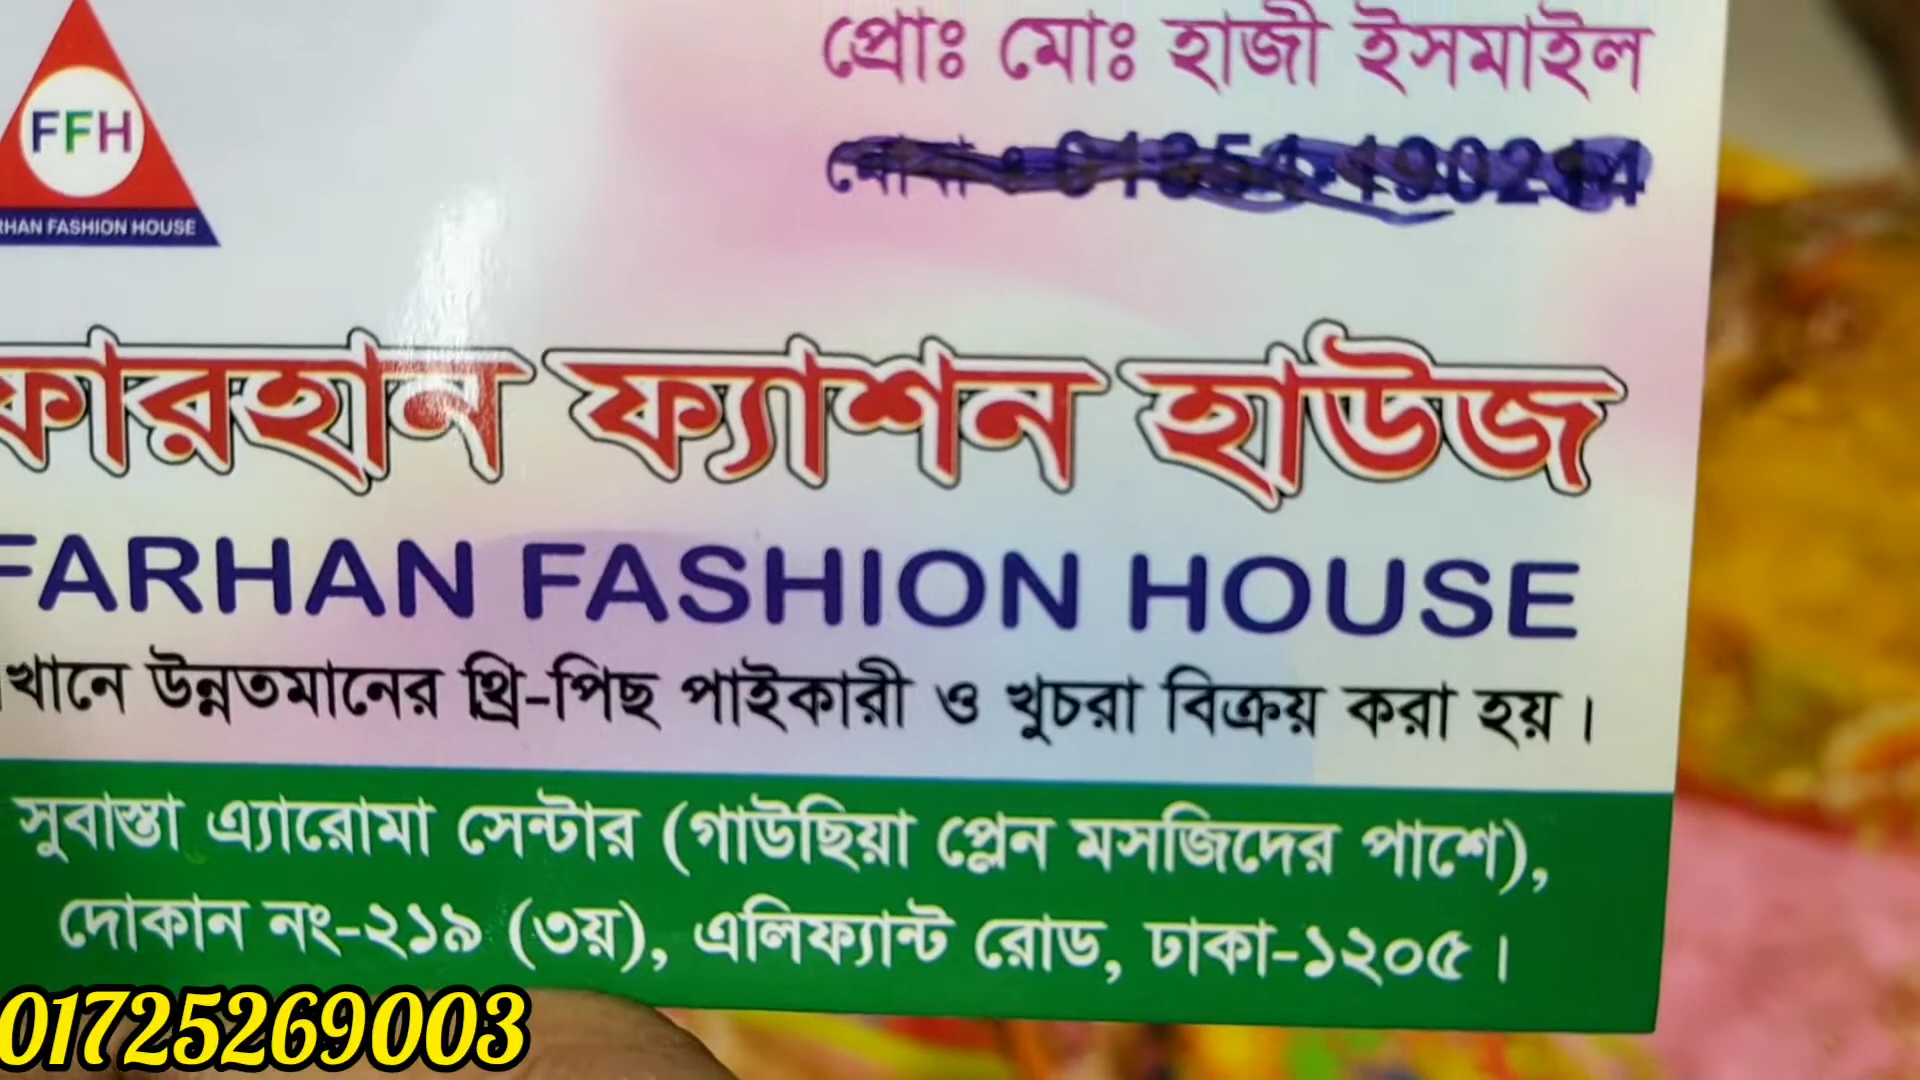 প্রোঃ মোঃ হাজী ইসমাইল
FFH
FASHION HOUSE
ফারহান ফ্যাশন হাউজ
FARHAN FASHION HOUSE
উন্নতমানের থ্রি-পিছ পাইকারী ও খুচরা বিক্রয় করা হয়।
সুবাস্তা এ্যারোমা সেন্টার (গাউছিয়া প্লেন মসজিদের পাশে),
দোকান নং-২১৯ (৩য়), এলিফ্যান্ট রোড, ঢাকা-১২০৫।
01725269003